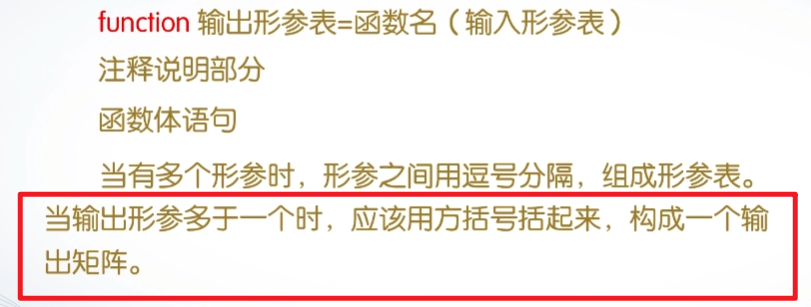 function 输出形参表=函数名（输入形参表）
注释说明部分
函数体语句
当有多个形参时，形参之间用逗号分隔，组成形参表。
当输出形参多于一个时，应该用方括号括起来，构成一个输
出矩阵。